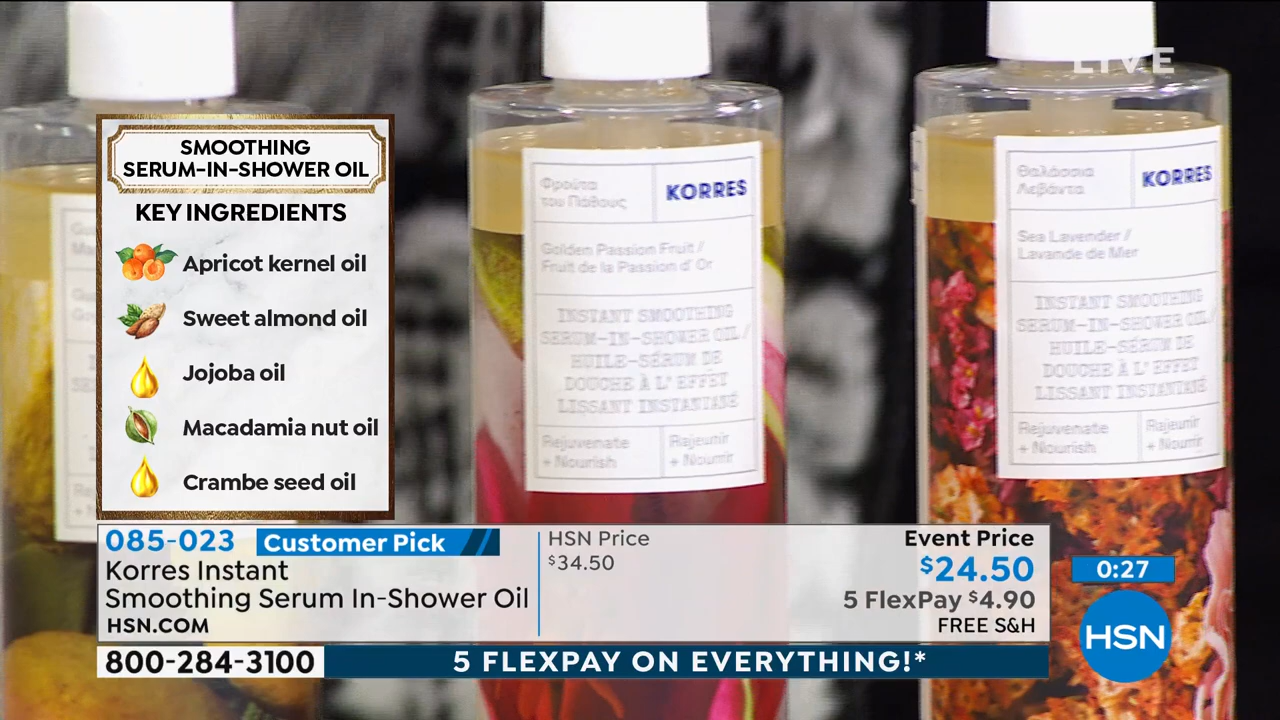 LIVE
SMOOTHING
SERUM-IN-SHOWER OIL
KEY INGREDIENTS
Apricot kernel oil
Sweet almond oil
Jojoba oil
Macadamia nut oil
Crambe seed oil
Φρούτα
του Πάθους
KORRES
Golden Passion Fruit /
Fruit de la Passion d'Or
INSTANT SMOOTHING
SERUM-IN-SHOWER OIL/
HUILE-SÉRUM DE
DOUCHE À L'EFFET
LISSANT INSTANTANÉ
Rejuvenate
+ Nourish
Rajeunir
+ Nourrir
Θαλάσσια
Λεβάντα
KORRES
Sea Lavender /
Lavande de Mer
INSTANT SMOOTHING
SERUM-IN-SHOWER OIL/
HUILE-SÉRUM DE
DOUCHE À L'EFFET
LISSANT INSTANTANÉ
Rejuvenate
+ Nourish
Rajeunir
+ Nourrir
085-023
Customer Pick
Korres Instant
Smoothing Serum In-Shower Oil
HSN.COM
HSN Price
$34.50
Event Price
$24.50
5 FlexPay $4.90
FREE S&H
0:27
HSN
800-284-3100
5 FLEXPAY ON EVERYTHING!*